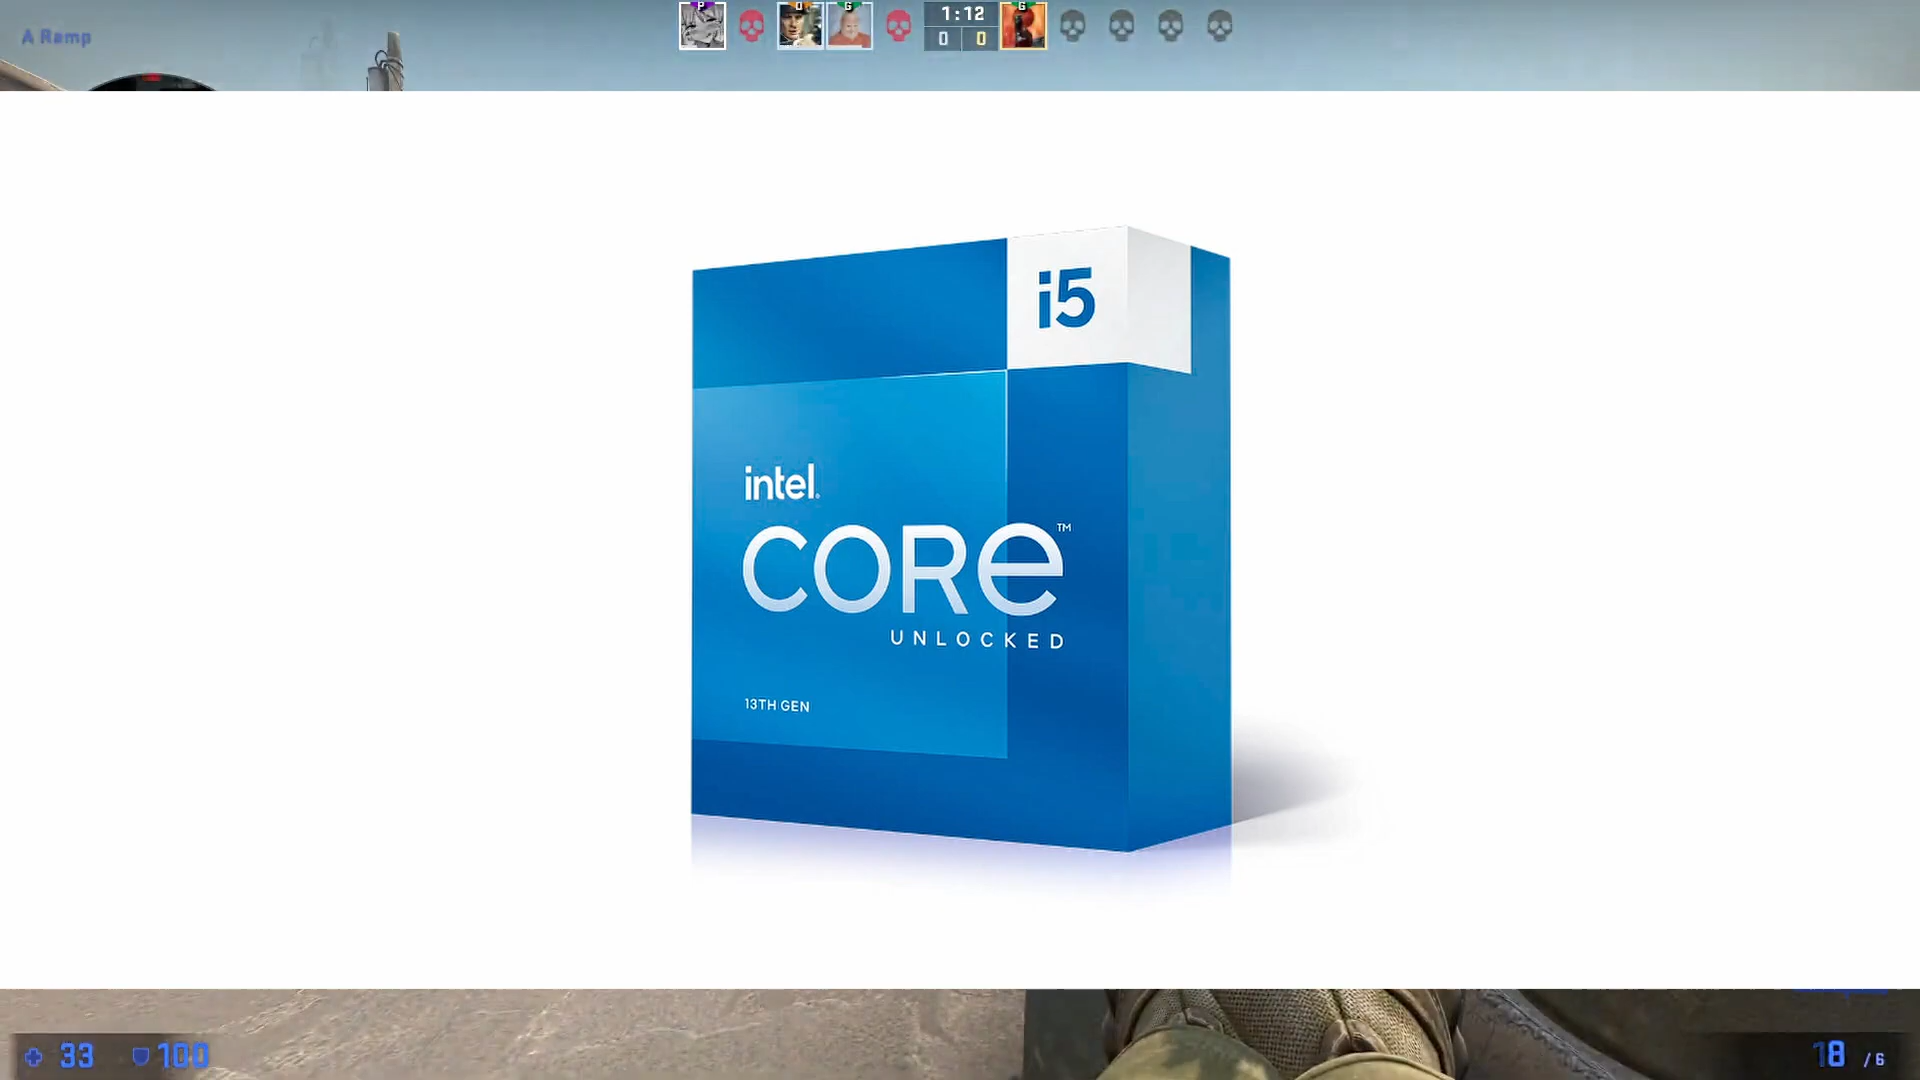 A Ramp
P
O
G
1:12
0 0
G
i5
intel.
CORE™
UNLOCKED
13TH GEN
33 100
18 / 6